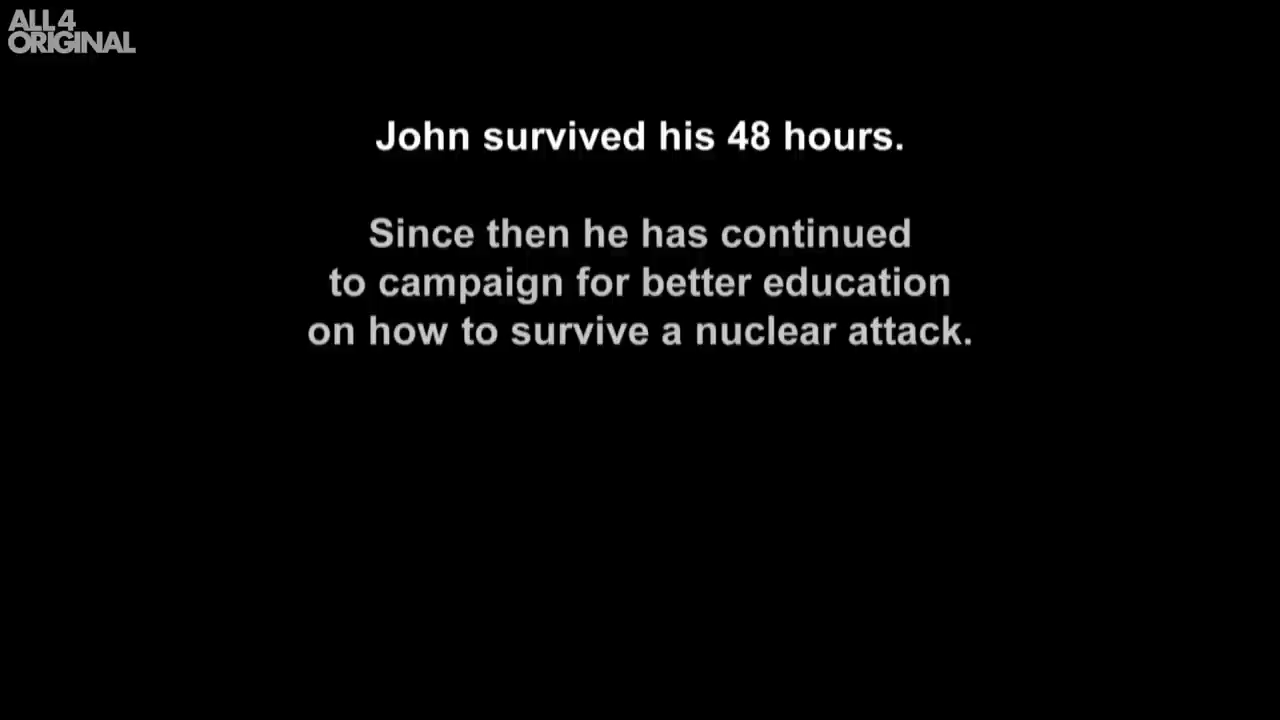 ALL 4
ORIGINAL
John survived his 48 hours.
Since then he has continued
to campaign for better education
on how to survive a nuclear attack.